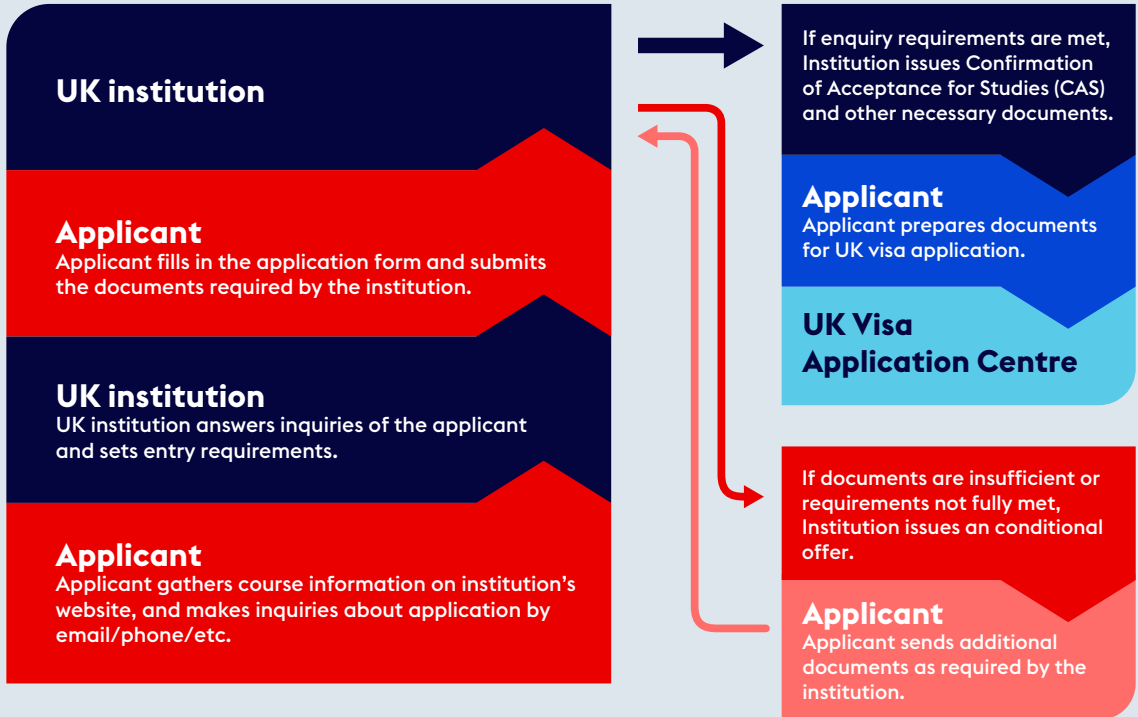 UK institution
Applicant
Applicant fills in the application form and submits
the documents required by the institution.
UK institution
UK institution answers inquiries of the applicant
and sets entry requirements.
Applicant
Applicant gathers course information on institution’s
website, and makes inquiries about application by
email/phone/etc.
If enquiry requirements are met,
Institution issues Confirmation
of Acceptance for Studies (CAS)
and other necessary documents.
Applicant
Applicant prepares documents
for UK visa application.
UK Visa
Application Centre
If documents are insufficient or
requirements not fully met,
Institution issues an conditional
offer.
Applicant
Applicant sends additional
documents as required by the
institution.